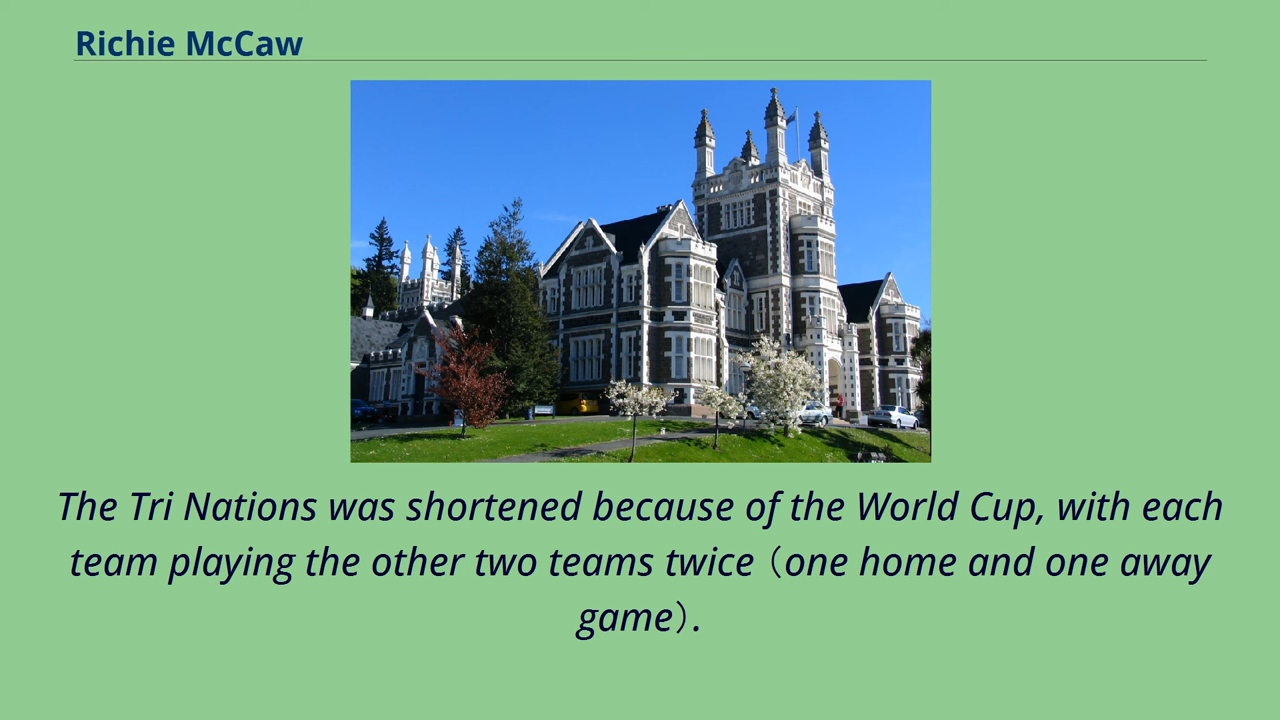 Richie McCaw
The Tri Nations was shortened because of the World Cup, with each
team playing the other two teams twice（one home and one away
game）.